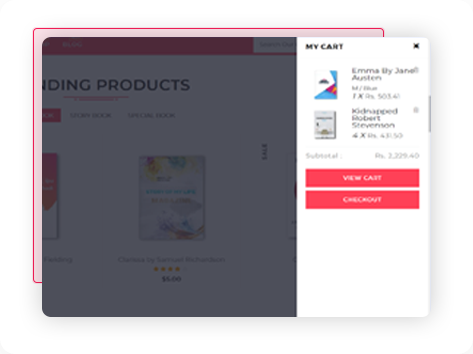 MY CART
Emma By Janell
Austen
M / Blue
1 X Rs. 503.41
Kidnapped
Robert
Stevenson
4 X Rs. 431.50
Subtotal :
Rs. 2,229.40
VIEW CART
CHECKOUT
NDING PRODUCTS
STORY BOOK
SPECIAL BOOK
SALE
Clarissa by Samuel Richardson
$5.00
Fielding